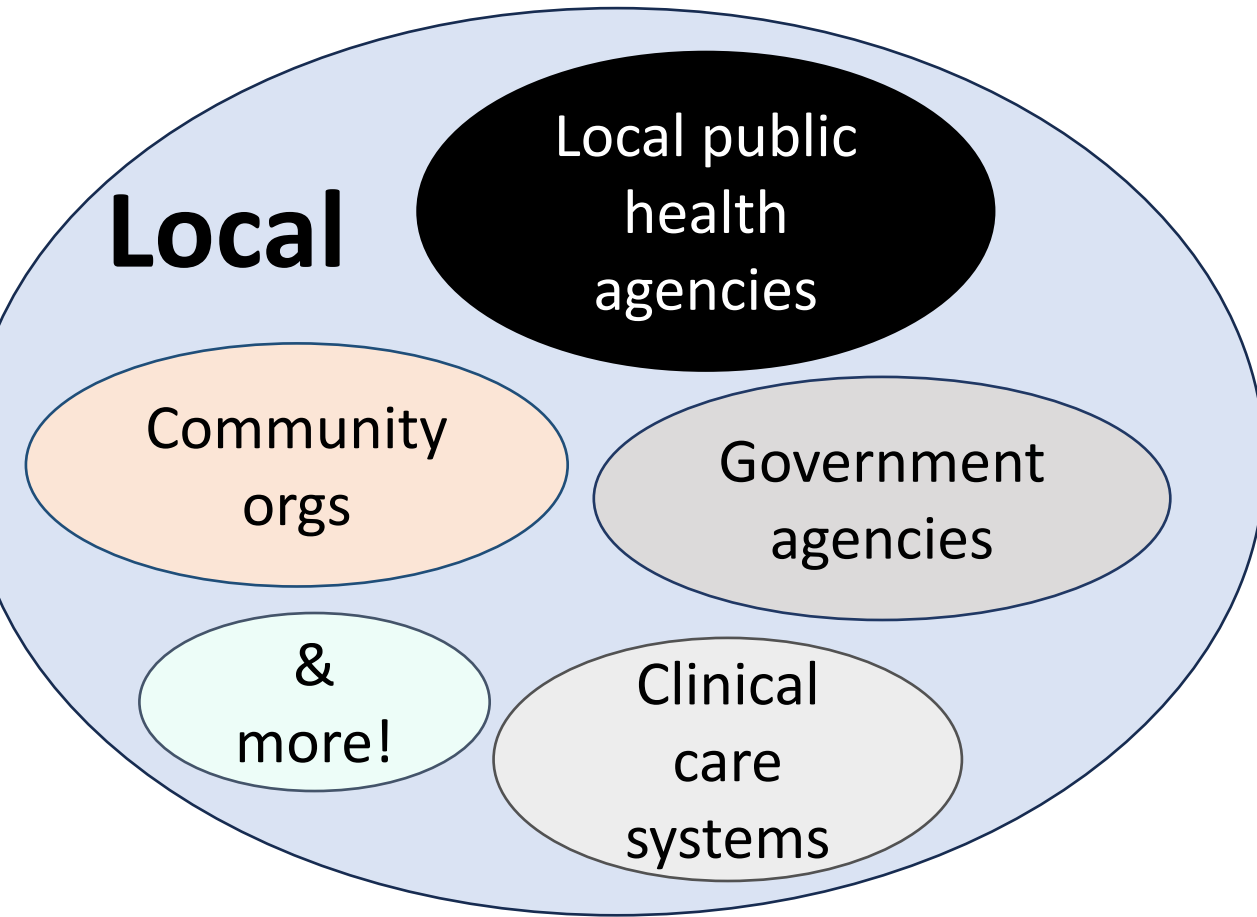 Local
Local public
health
agencies
Community
orgs
Government
agencies
&
more!
Clinical
care
systems